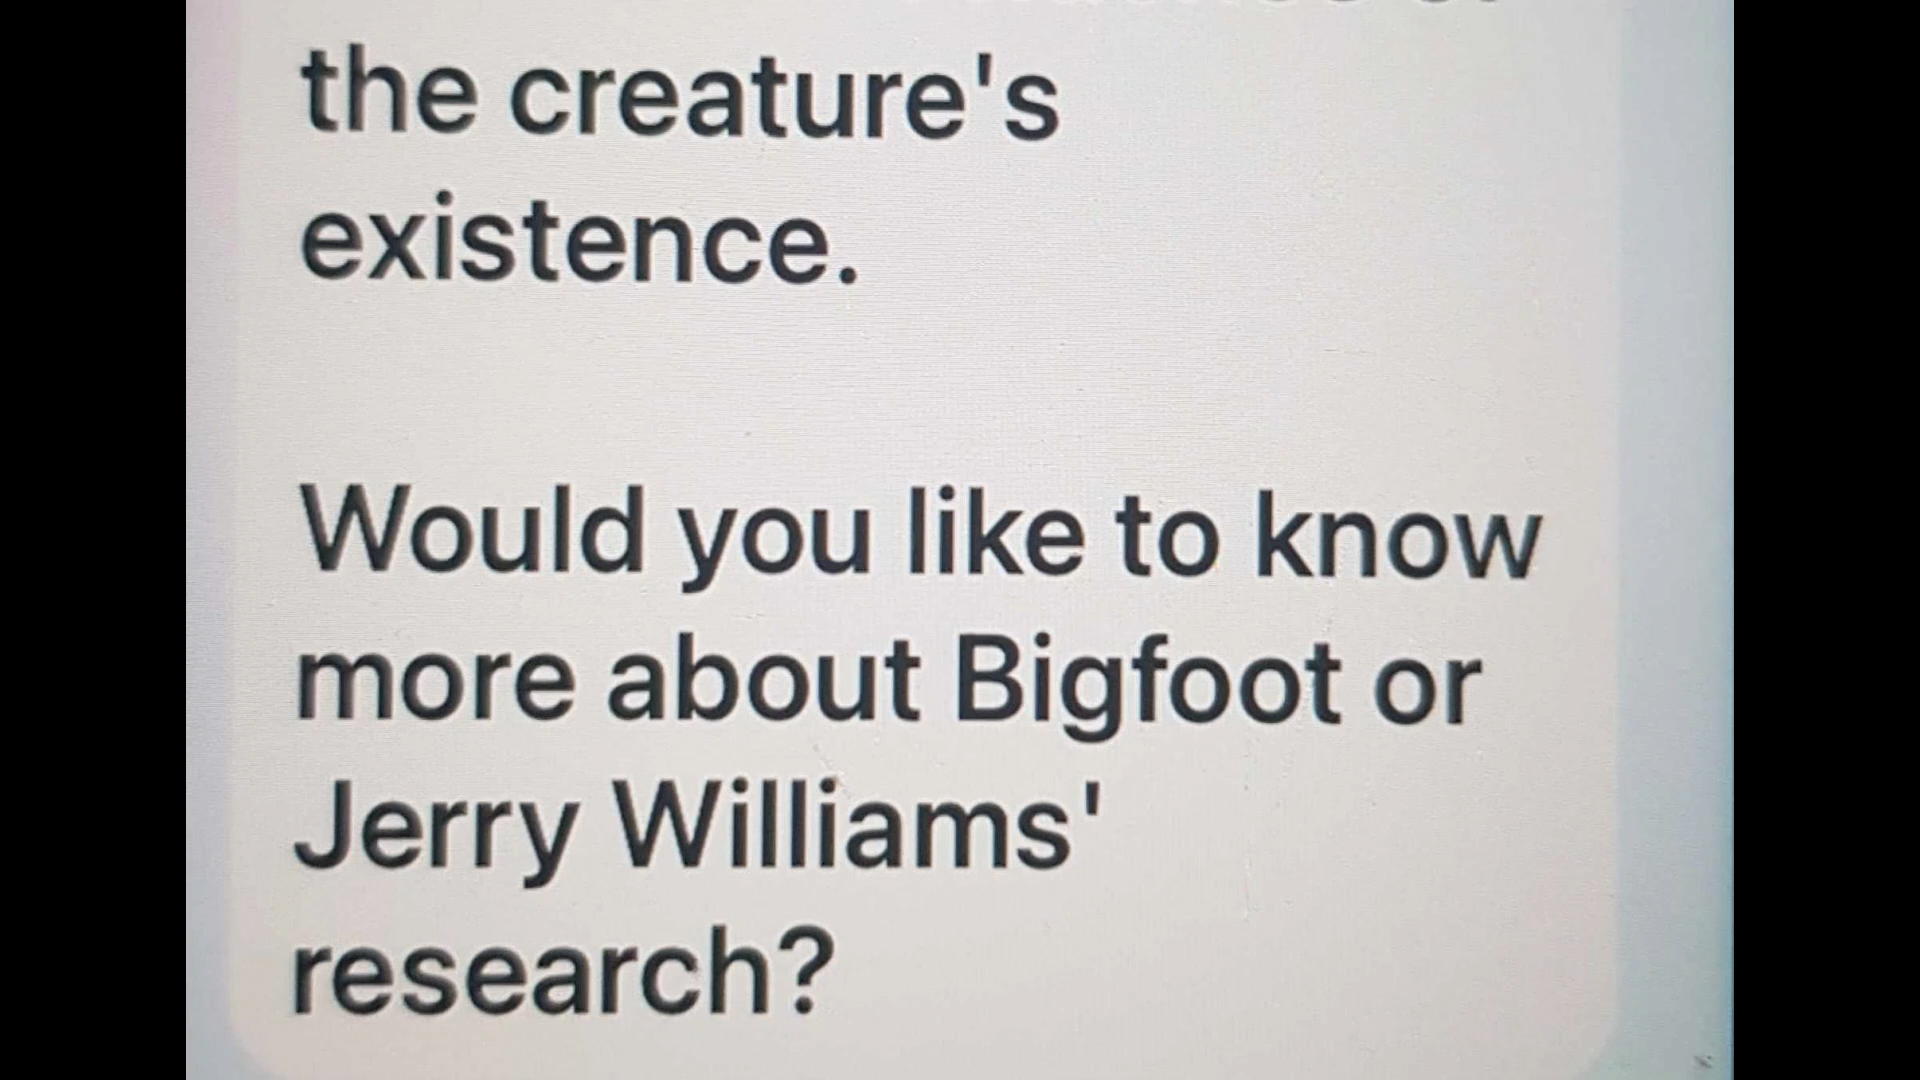 the creature's
existence.
Would you like to know
more about Bigfoot or
Jerry Williams'
research?